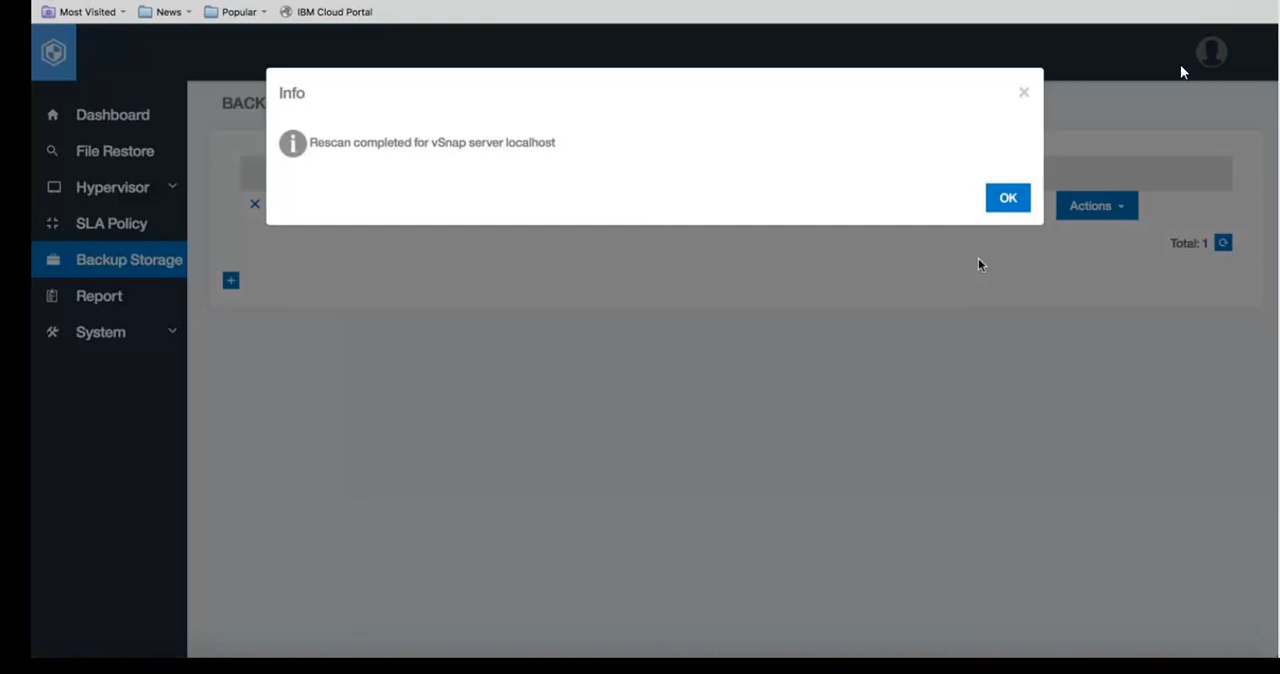 Most Visited News Popular IBM Cloud Portal
BACK
Info
×
Rescan completed for vSnap server localhost
OK
Dashboard
File Restore
Hypervisor
SLA Policy
Backup Storage
Report
System
Actions
Total: 1